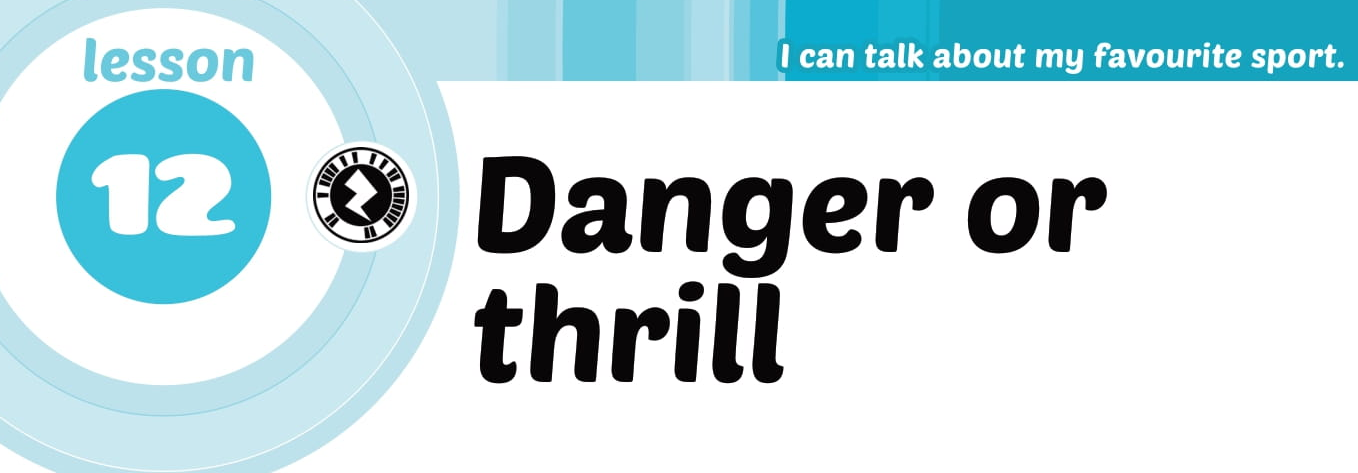 lesson
12
I can talk about my favourite sport.
Danger or
thrill